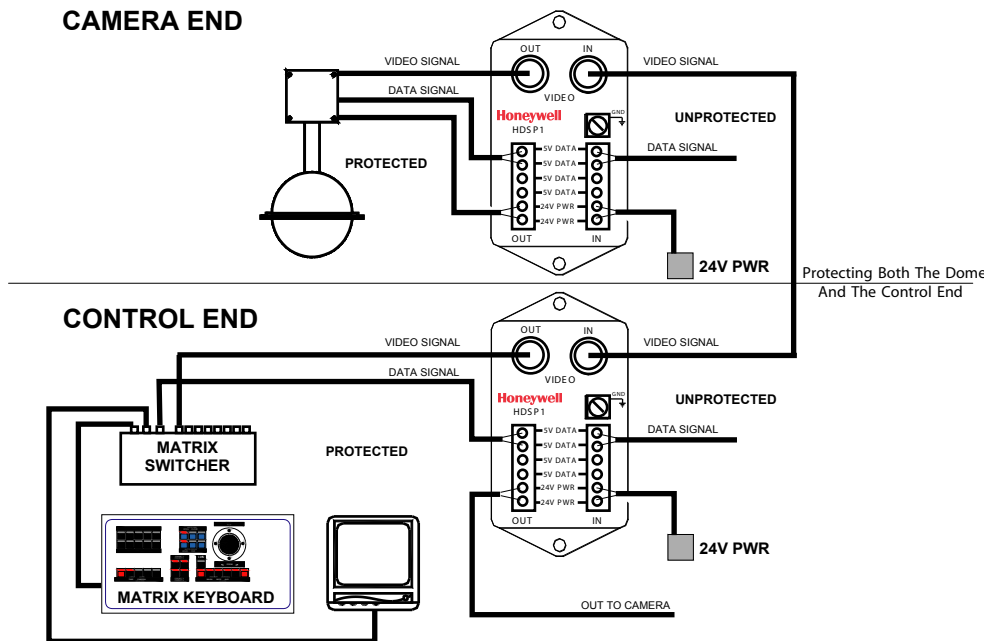 CAMERA END
OUT
IN
VIDEO SIGNAL
VIDEO SIGNAL
DATA SIGNAL
VIDEO
GND
Honeywell
HDSP1
UNPROTECTED
PROTECTED
5V DATA
5V DATA
5V DATA
5V DATA
24V PWR
24V PWR
DATA SIGNAL
OUT
IN
24V PWR
Protecting Both The Dome
And The Control End
CONTROL END
OUT
IN
VIDEO SIGNAL
VIDEO SIGNAL
DATA SIGNAL
VIDEO
GND
Honeywell
HDSP1
UNPROTECTED
5V DATA
5V DATA
5V DATA
5V DATA
24V PWR
24V PWR
DATA SIGNAL
MATRIX
SWITCHER
PROTECTED
OUT
IN
24V PWR
MATRIX KEYBOARD
OUT TO CAMERA